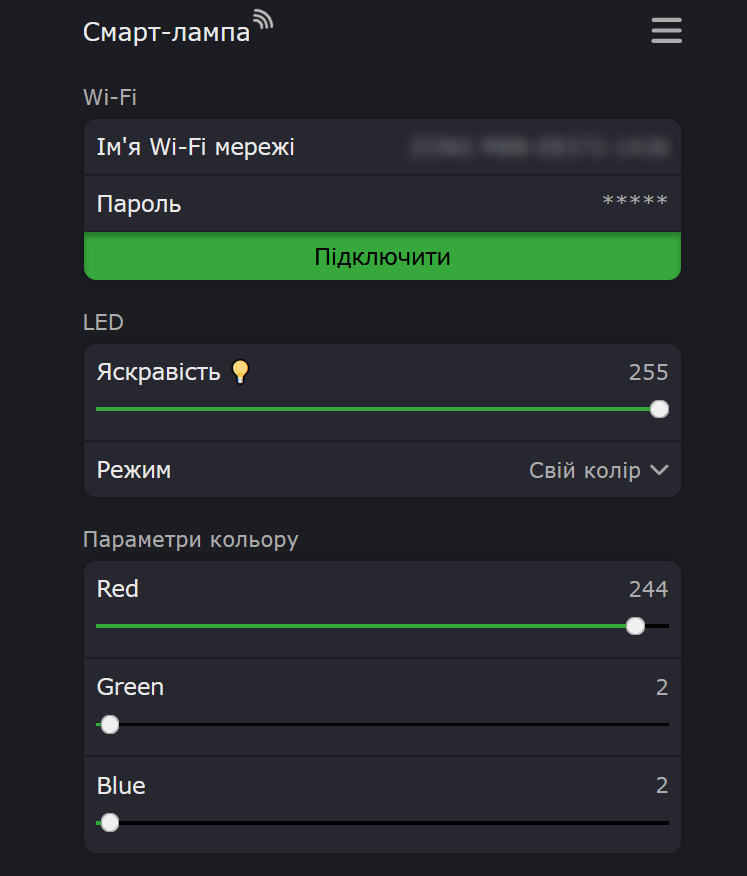 Смарт-лампа
Wi-Fi
Ім'я Wi-Fi мережі
Пароль *****
Підключити
LED
Яскравість 255
Режим Свій колір
Параметри кольору
Red 244
Green 2
Blue 2